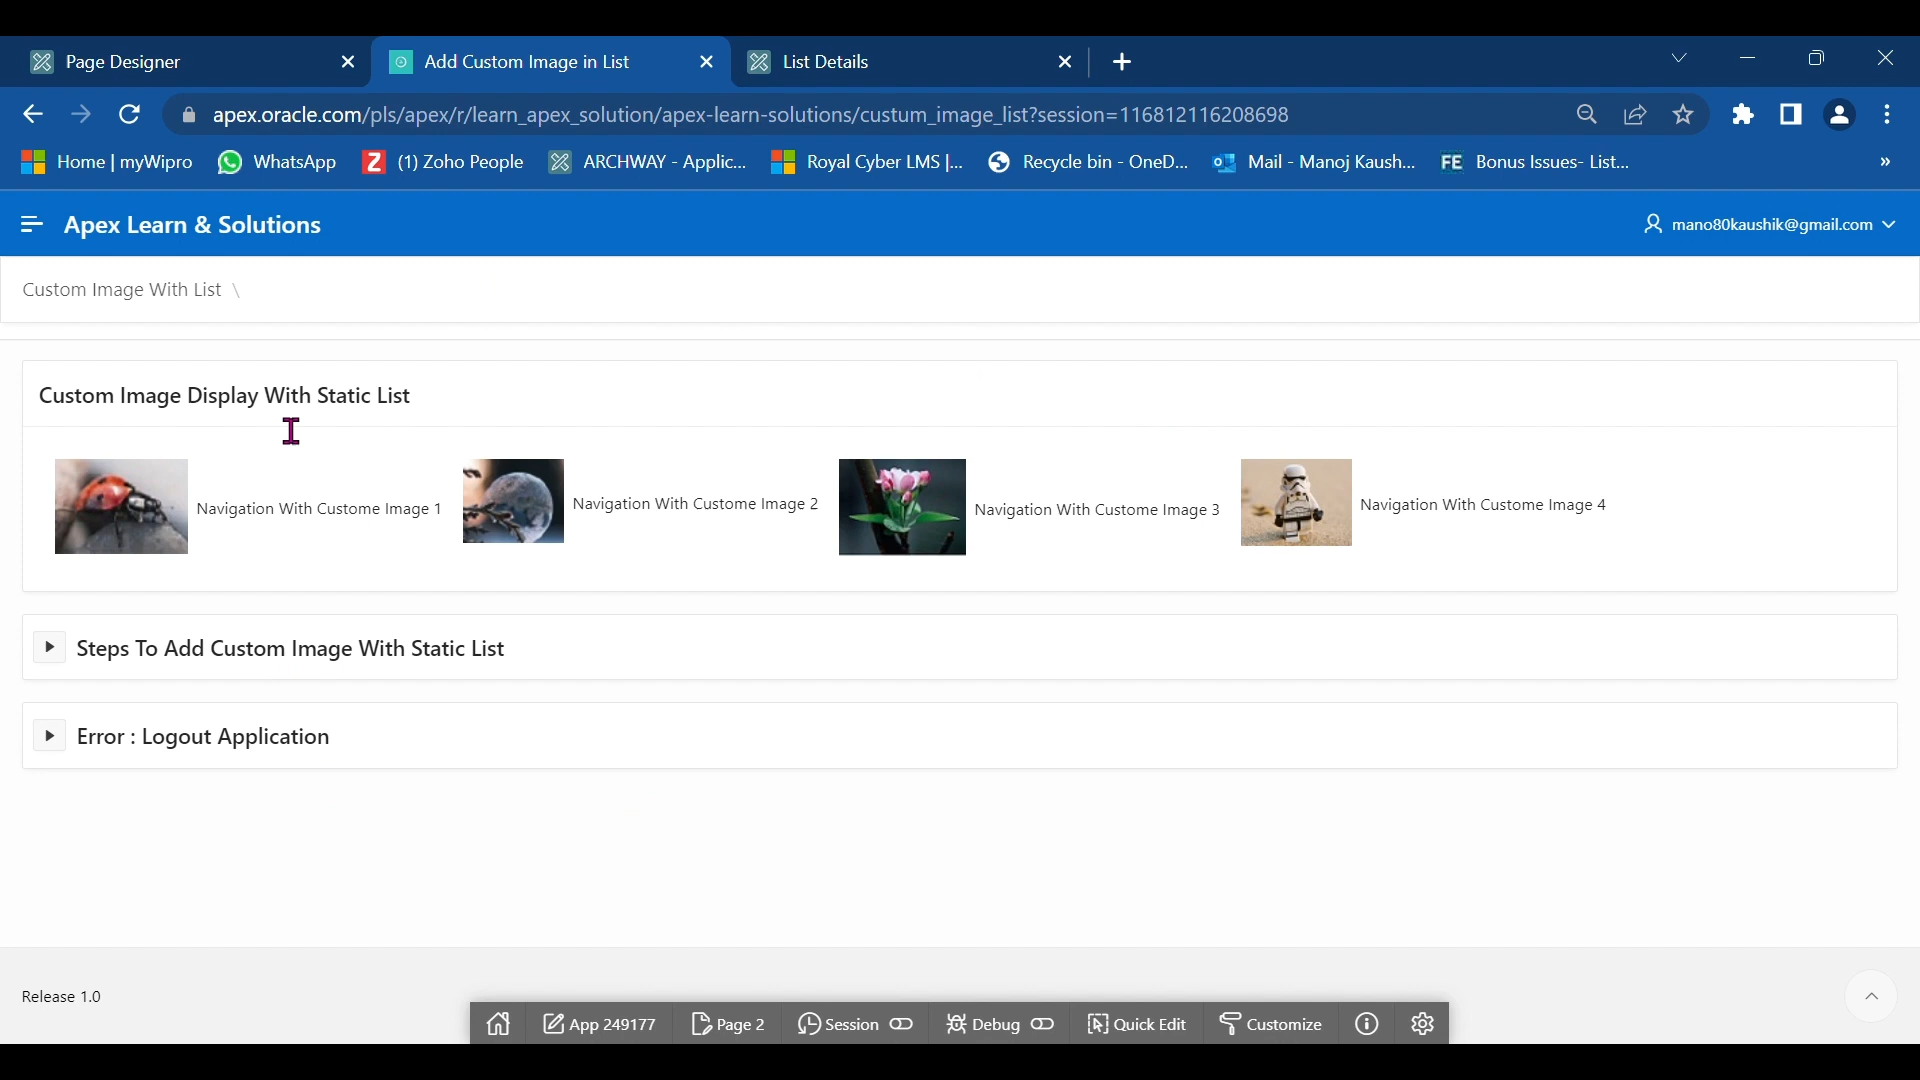 Page Designer
Add Custom Image in List
List Details
apex.oracle.com/pls/apex/r/learn_apex_solution/apex-learn-solutions/custum_image_list?session=116812116208698
Home | myWipro
WhatsApp
(1) Zoho People
ARCHWAY - Applic...
Royal Cyber LMS |...
Recycle bin - OneD...
Mail - Manoj Kaush...
FE
Bonus Issues- List...
»
Apex Learn & Solutions
mano80kaushik@gmail.com
Custom Image With List \
Custom Image Display With Static List
Navigation With Custome Image 1
Navigation With Custome Image 2
Navigation With Custome Image 3
Navigation With Custome Image 4
Steps To Add Custom Image With Static List
Error : Logout Application
Release 1.0
App 249177
Page 2
Session
Debug
Quick Edit
Customize